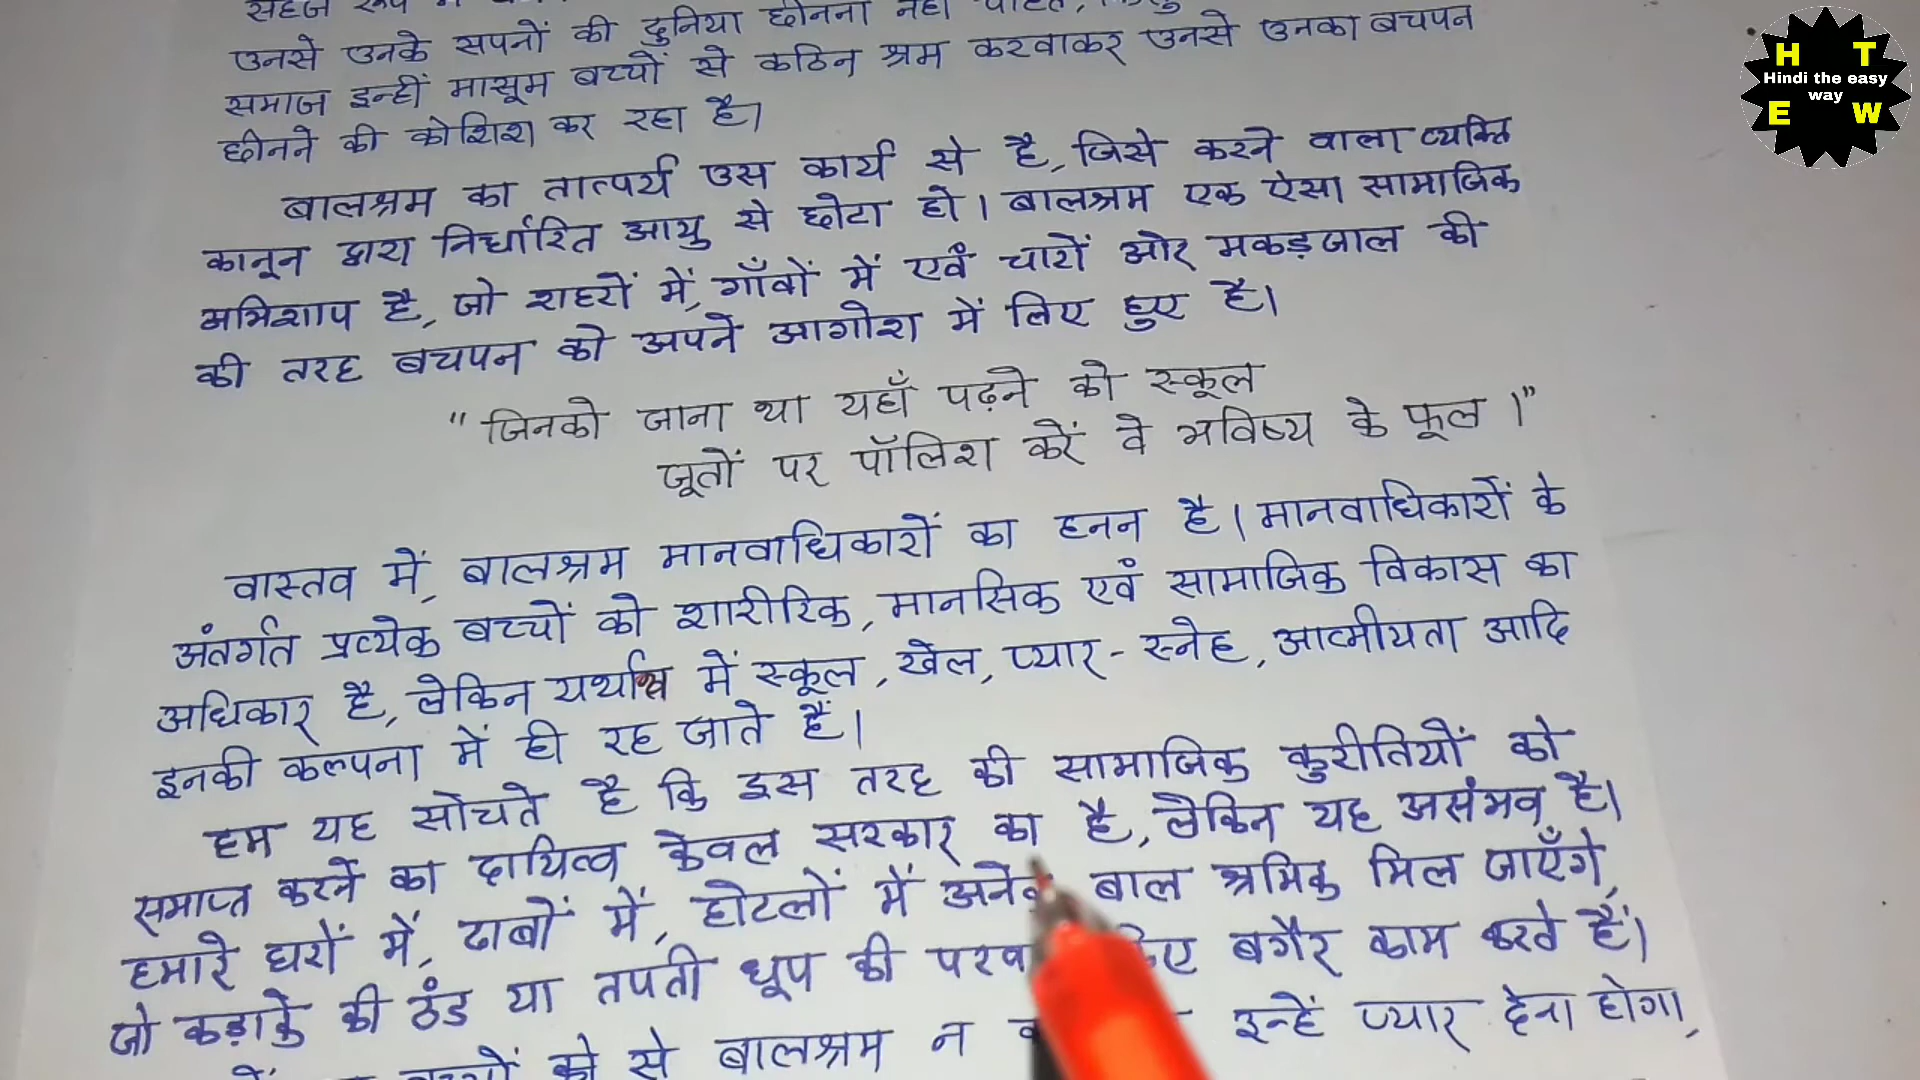 उनसे उनके सपनों की दुनिया छीनना नहीं
समाज इन्हीं मासूम बच्चों से कठिन श्रम करवाकर उनसे उनका बचपन
छीनने की कोशिश कर रहा है।
बालश्रम का तात्पर्य उस कार्य से है, जिसे करने वाला व्यक्ति
कानून द्वारा निर्धारित आयु से छोटा हो। बालश्रम एक ऐसा सामाजिक
अभिशाप है, जो शहरों में, गाँवों में एवं चारों ओर मकड़जाल की
की तरह बचपन को अपने आगोश में लिए हुए है।
"जिनको जाना था यहाँ पढ़ने को स्कूल
जूतों पर पॉलिश करें वे भविष्य के फूल।"
वास्तव में, बालश्रम मानवाधिकारों का हनन है। मानवाधिकारों के
अंतर्गत प्रत्येक बच्चों को शारीरिक, मानसिक एवं सामाजिक विकास का
अधिकार है, लेकिन में स्कूल, खेल, प्यार-स्नेह, आत्मीयता आदि
इनकी कल्पना में ही रह जाते हैं।
हम यह सोचते है कि इस तरह की सामाजिक कुरीतियों को
समाप्त करने का दायित्व केवल सरकार का है, लेकिन यह असंभव है।
हमारे घरों में, ढाबों में, होटलों में अनेक बाल श्रमिक मिल जाएँगे,
जो कड़ाके की ठंड या तपती धूप की बगैर काम करते हैं।
को से बालश्रम न इन्हें प्यार देना होगा,
H T
Hindi the easy
way
E W